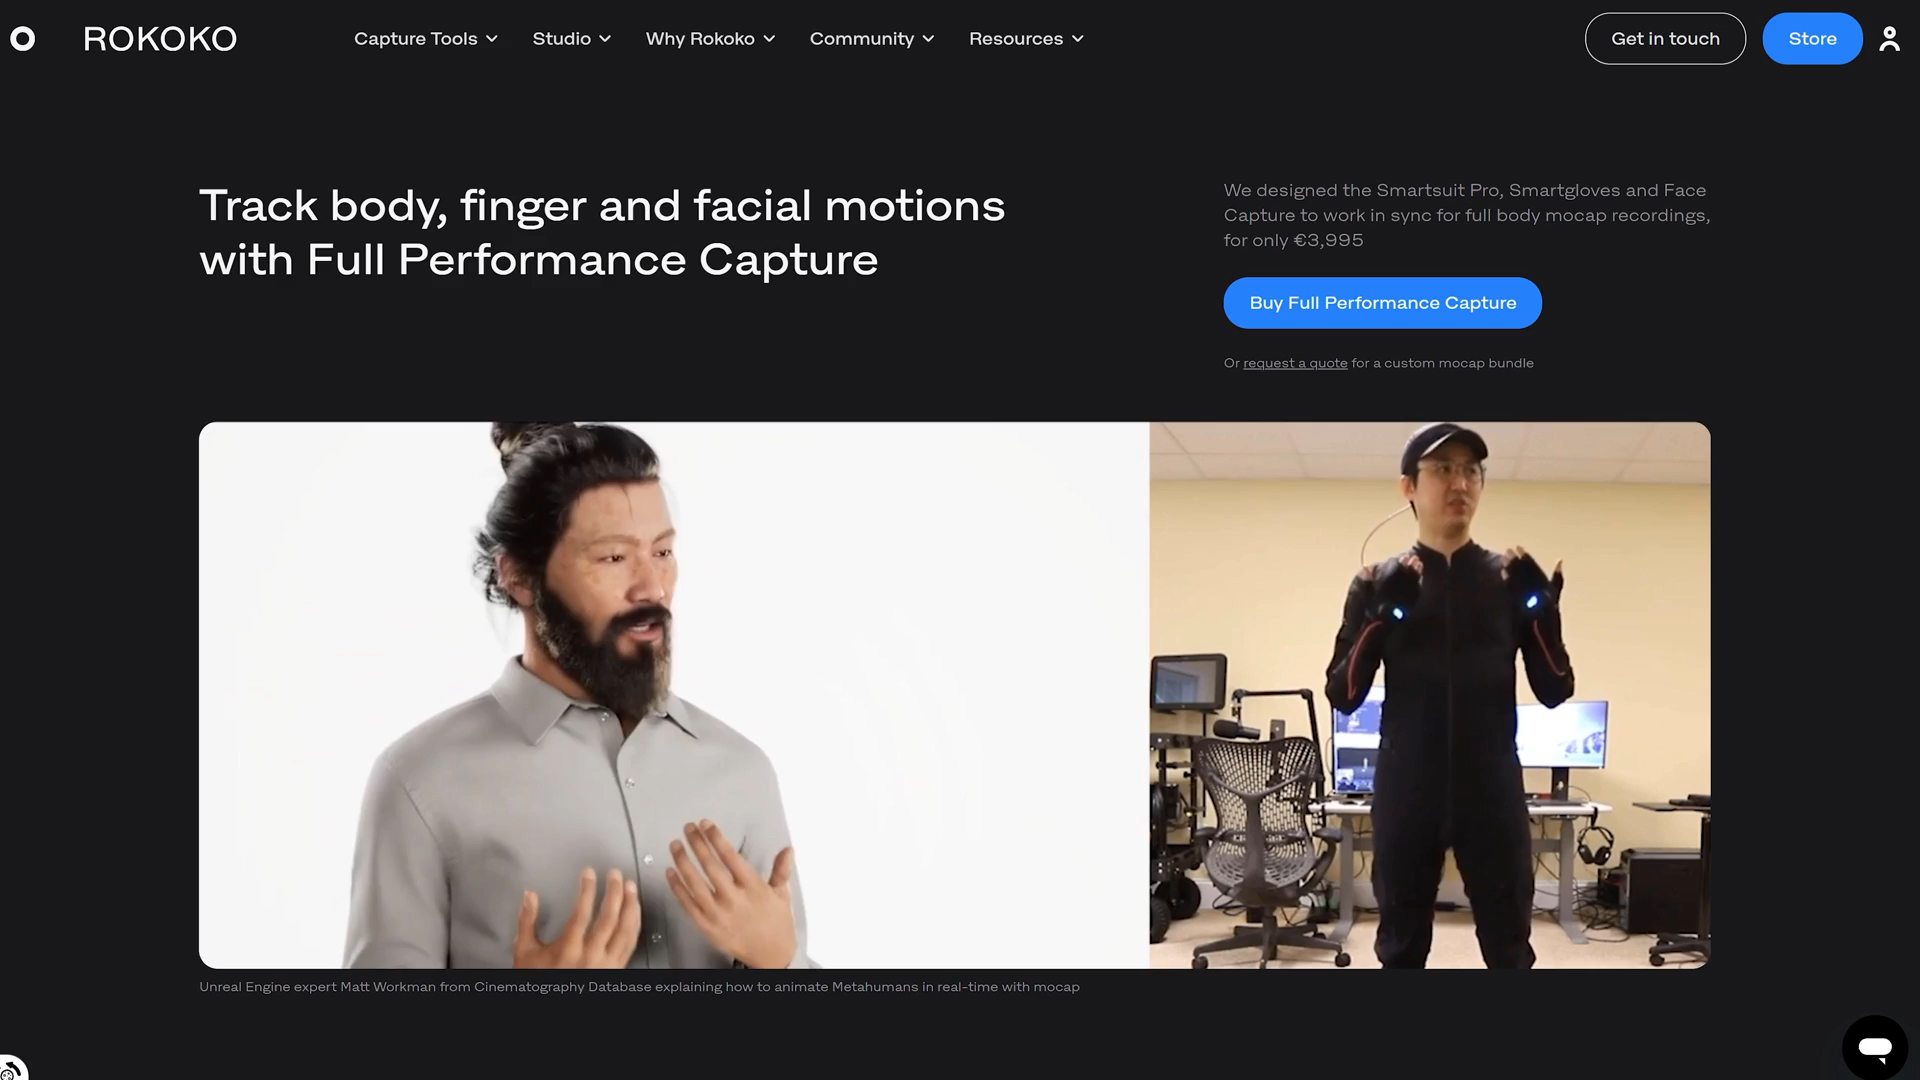 ROKOKO
Capture Tools
Studio
Why Rokoko
Community
Resources
Get in touch
Store
Track body, finger and facial motions
with Full Performance Capture
We designed the Smartsuit Pro, Smartgloves and Face
Capture to work in sync for full body mocap recordings,
for only €3,995
Buy Full Performance Capture
Or request a quote for a custom mocap bundle
Unreal Engine expert Matt Workman from Cinematography Database explaining how to animate Metahumans in real-time with mocap